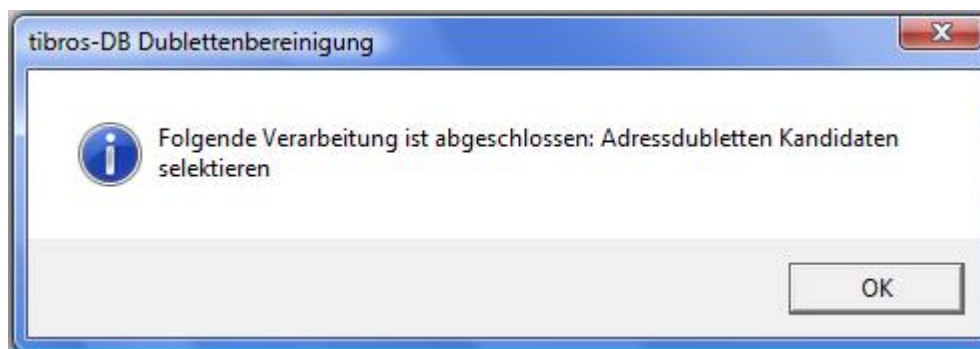 tibros-DB Dublettenbereinigung
Folgende Verarbeitung ist abgeschlossen: Adressdubletten Kandidaten
selektieren
OK